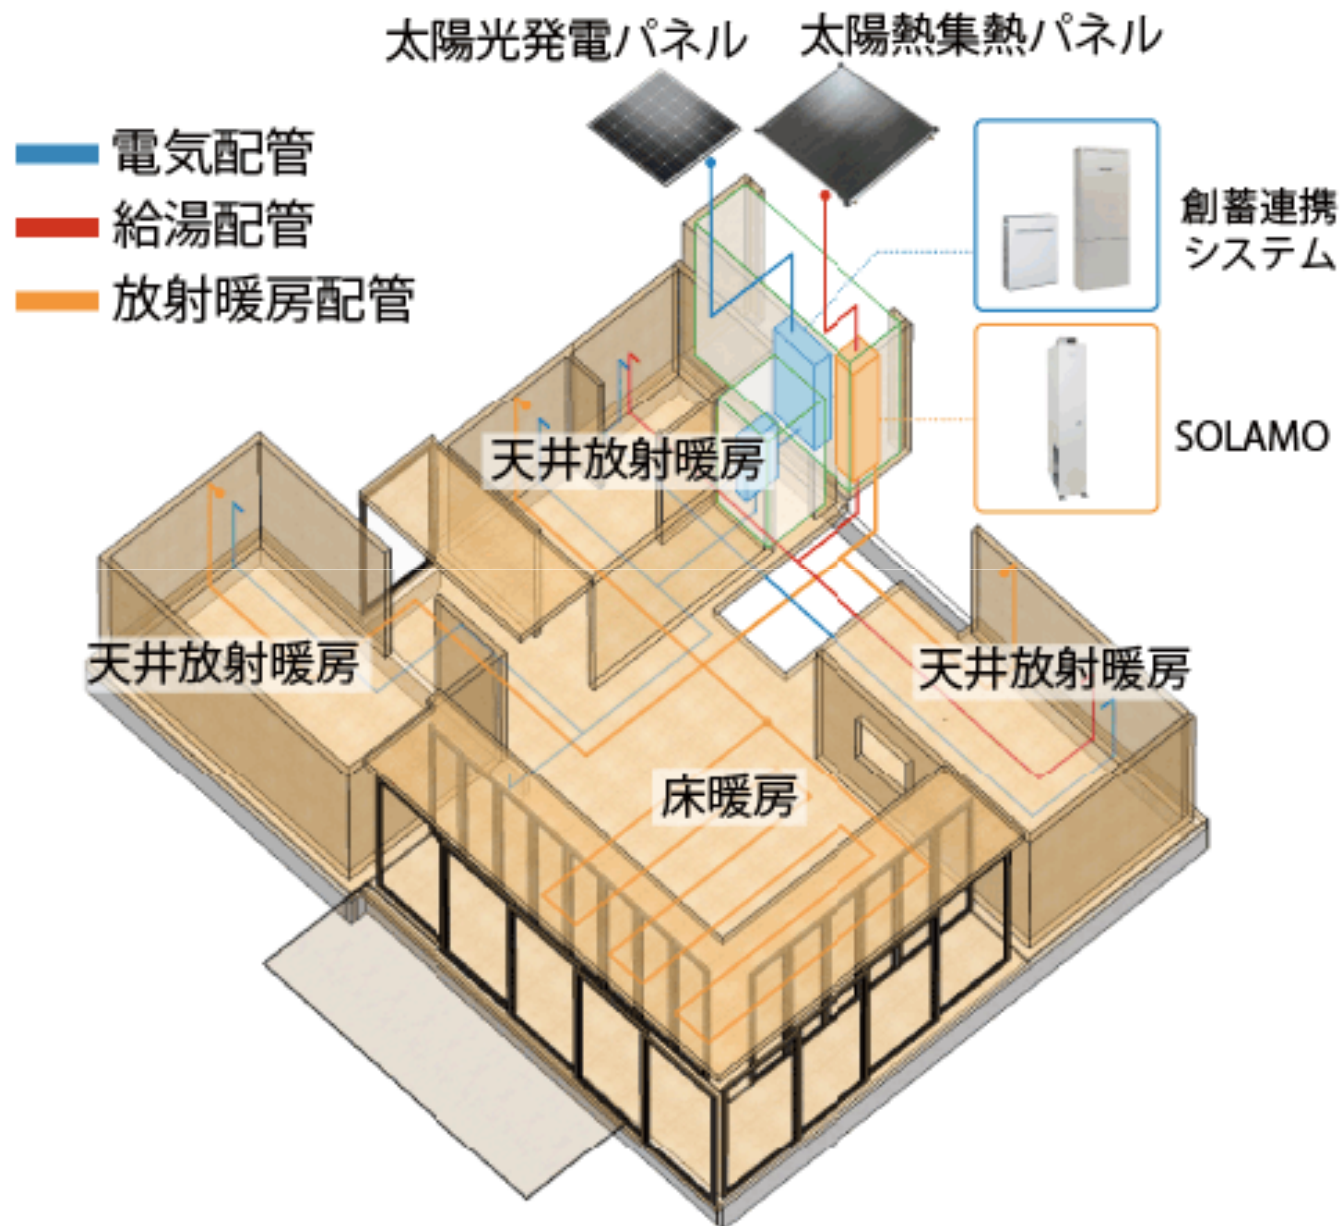 太陽光発電パネル
太陽熱集熱パネル
電気配管
給湯配管
放射暖房配管
創蓄連携
システム
SOLAMO
天井放射暖房
天井放射暖房
天井放射暖房
床暖房